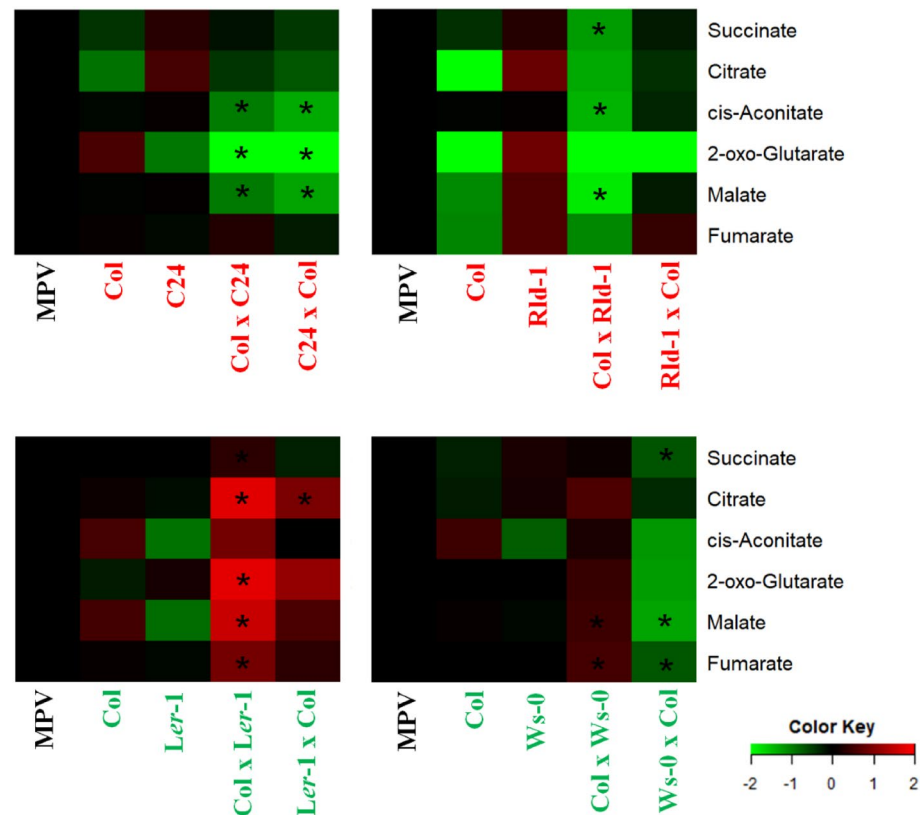 *
Succinate
Citrate
* * * cis-Aconitate
* * 2-oxo-Glutarate
* * * Malate
Fumarate
MPV Col C24 Col x C24 C24 x Col MPV Col Rld-1 Col x Rld-1 Rld-1 x Col
* * Succinate
* * Citrate
cis-Aconitate
* 2-oxo-Glutarate
* * * Malate
* * * Fumarate
MPV Col Ler-1 Col x Ler-1 Ler-1 x Col MPV Col Ws-0 Col x Ws-0 Ws-0 x Col
Color Key
-2 -1 0 1 2